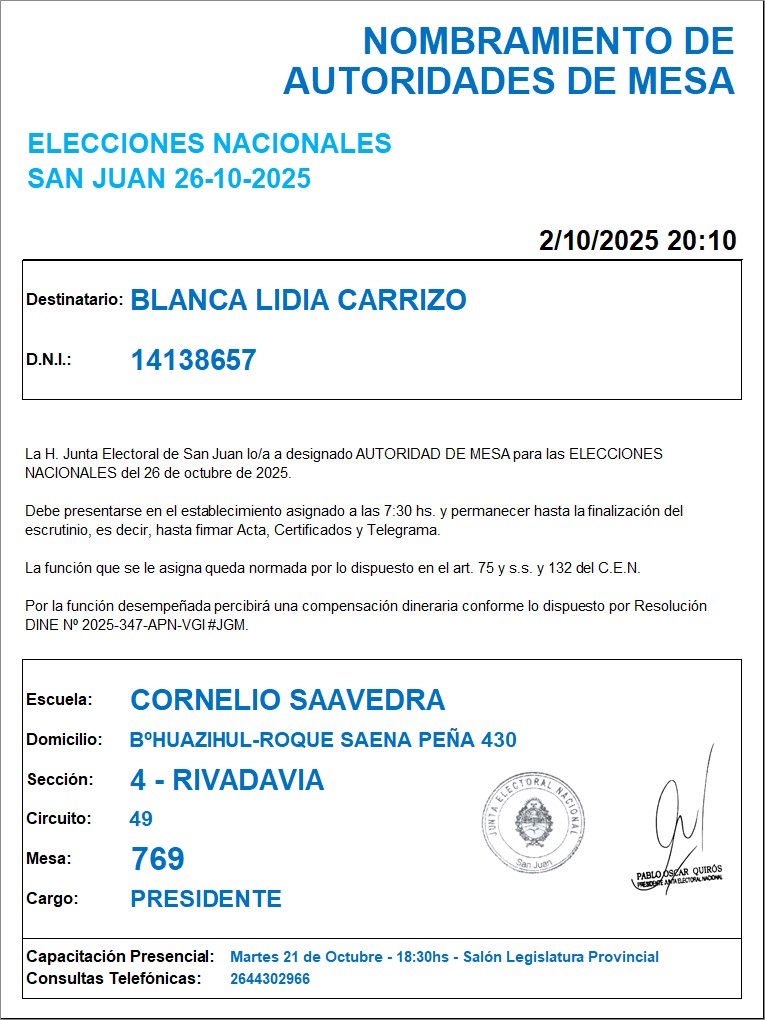 NOMBRAMIENTO DE
AUTORIDADES DE MESA
ELECCIONES NACIONALES
SAN JUAN 26-10-2025
2/10/2025 20:10
Destinatario: BLANCA LIDIA CARRIZO
D.N.I.: 14138657
La H. Junta Electoral de San Juan lo/a a designado AUTORIDAD DE MESA para las ELECCIONES
NACIONALES del 26 de octubre de 2025.
Debe presentarse en el establecimiento asignado a las 7:30 hs. y permanecer hasta la finalización del
escrutinio, es decir, hasta firmar Acta, Certificados y Telegrama.
La función que se le asigna queda normada por lo dispuesto en el art. 75 y s.s. y 132 del C.E.N.
Por la función desempeñada percibirá una compensación dineraria conforme lo dispuesto por Resolución
DINE Nº 2025-347-APN-VGI#JGM.
Escuela: CORNELIO SAAVEDRA
Domicilio: BºHUAZIHUL-ROQUE SAENA PEÑA 430
Sección: 4 - RIVADAVIA
Circuito: 49
Mesa: 769
Cargo: PRESIDENTE
JUNTA ELECTORAL NACIONAL
San Juan
PABLO OSCAR QUIRÓS
PRESIDENTE JUNTA ELECTORAL NACIONAL
Capacitación Presencial: Martes 21 de Octubre - 18:30hs - Salón Legislatura Provincial
Consultas Telefónicas: 2644302966